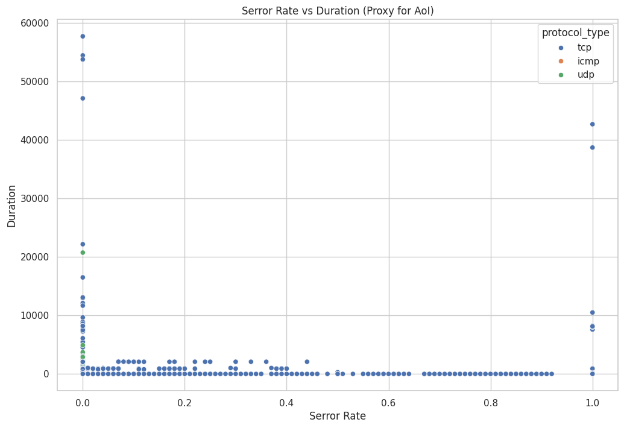 Serror Rate vs Duration (Proxy for AoI)
protocol_type
tcp
icmp
udp
60000
50000
40000
30000
20000
10000
0
Duration
0.0 0.2 0.4 0.6 0.8 1.0
Serror Rate